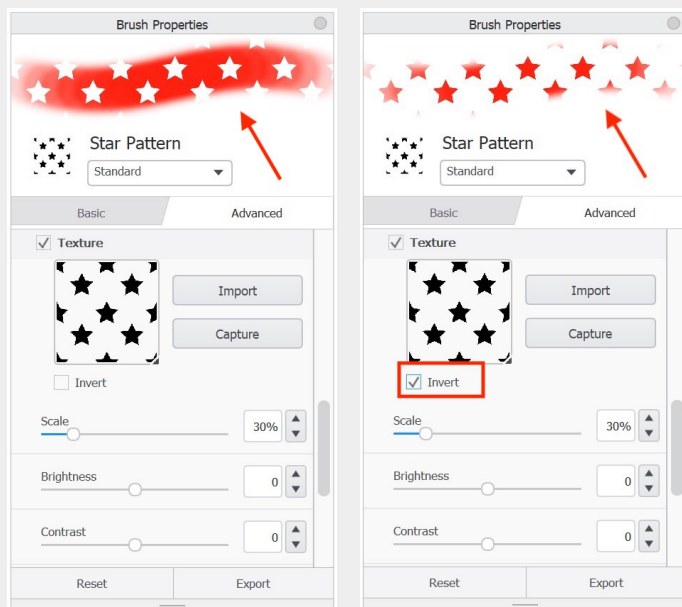 Brush Properties
Star Pattern
Standard
Basic Advanced
Texture
Import
Capture
Invert
Scale 30%
Brightness 0
Contrast 0
Reset Export
Brush Properties
Star Pattern
Standard
Basic Advanced
Texture
Import
Capture
Invert
Scale 30%
Brightness 0
Contrast 0
Reset Export